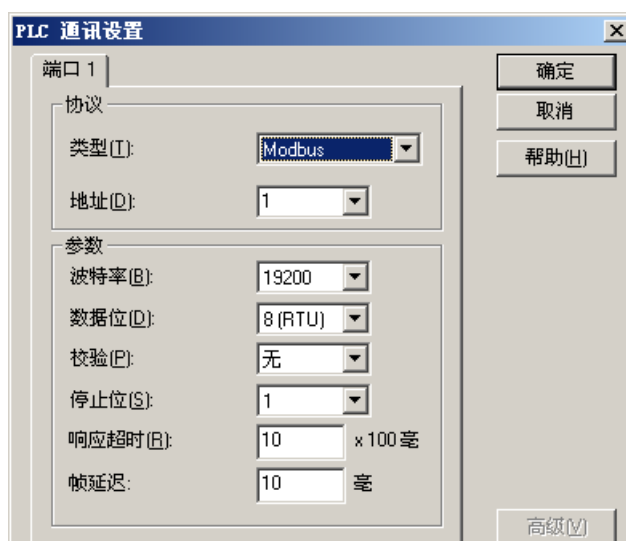 PLC 通讯设置
端口 1
协议
类型(T): Modbus
地址(D): 1
参数
波特率(B): 19200
数据位(D): 8 (RTU)
校验(P): 无
停止位(S): 1
响应超时(R): 10 x 100 毫
帧延迟: 10 毫
确定
取消
帮助(H)
高级(V)